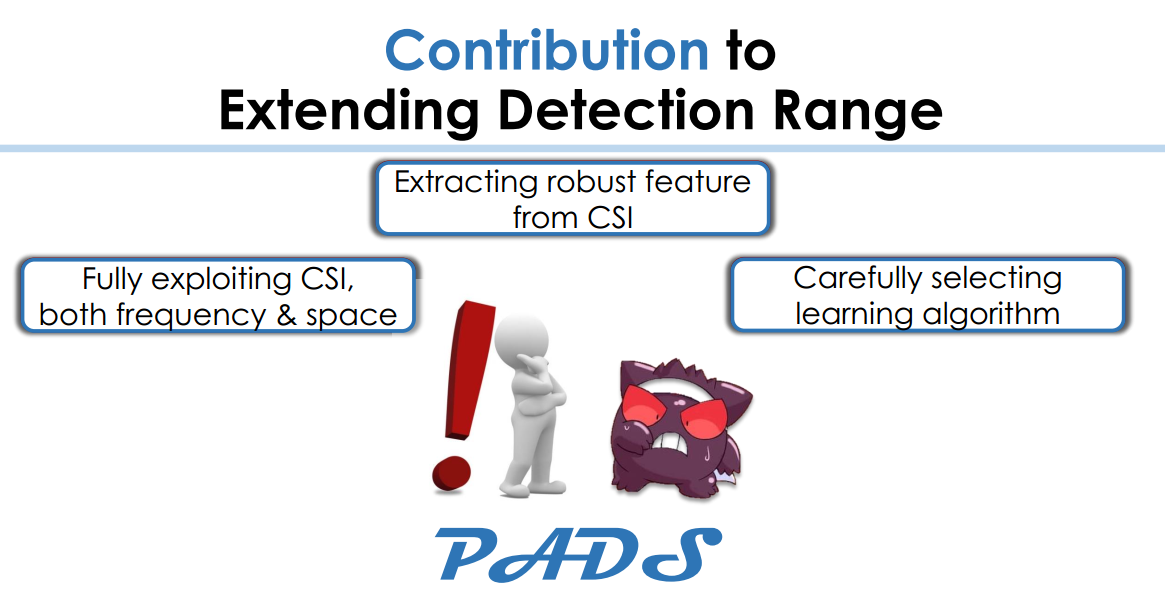 Contribution to
Extending Detection Range
Extracting robust feature
from CSI
Fully exploiting CSI,
both frequency & space
Carefully selecting
learning algorithm
PADS